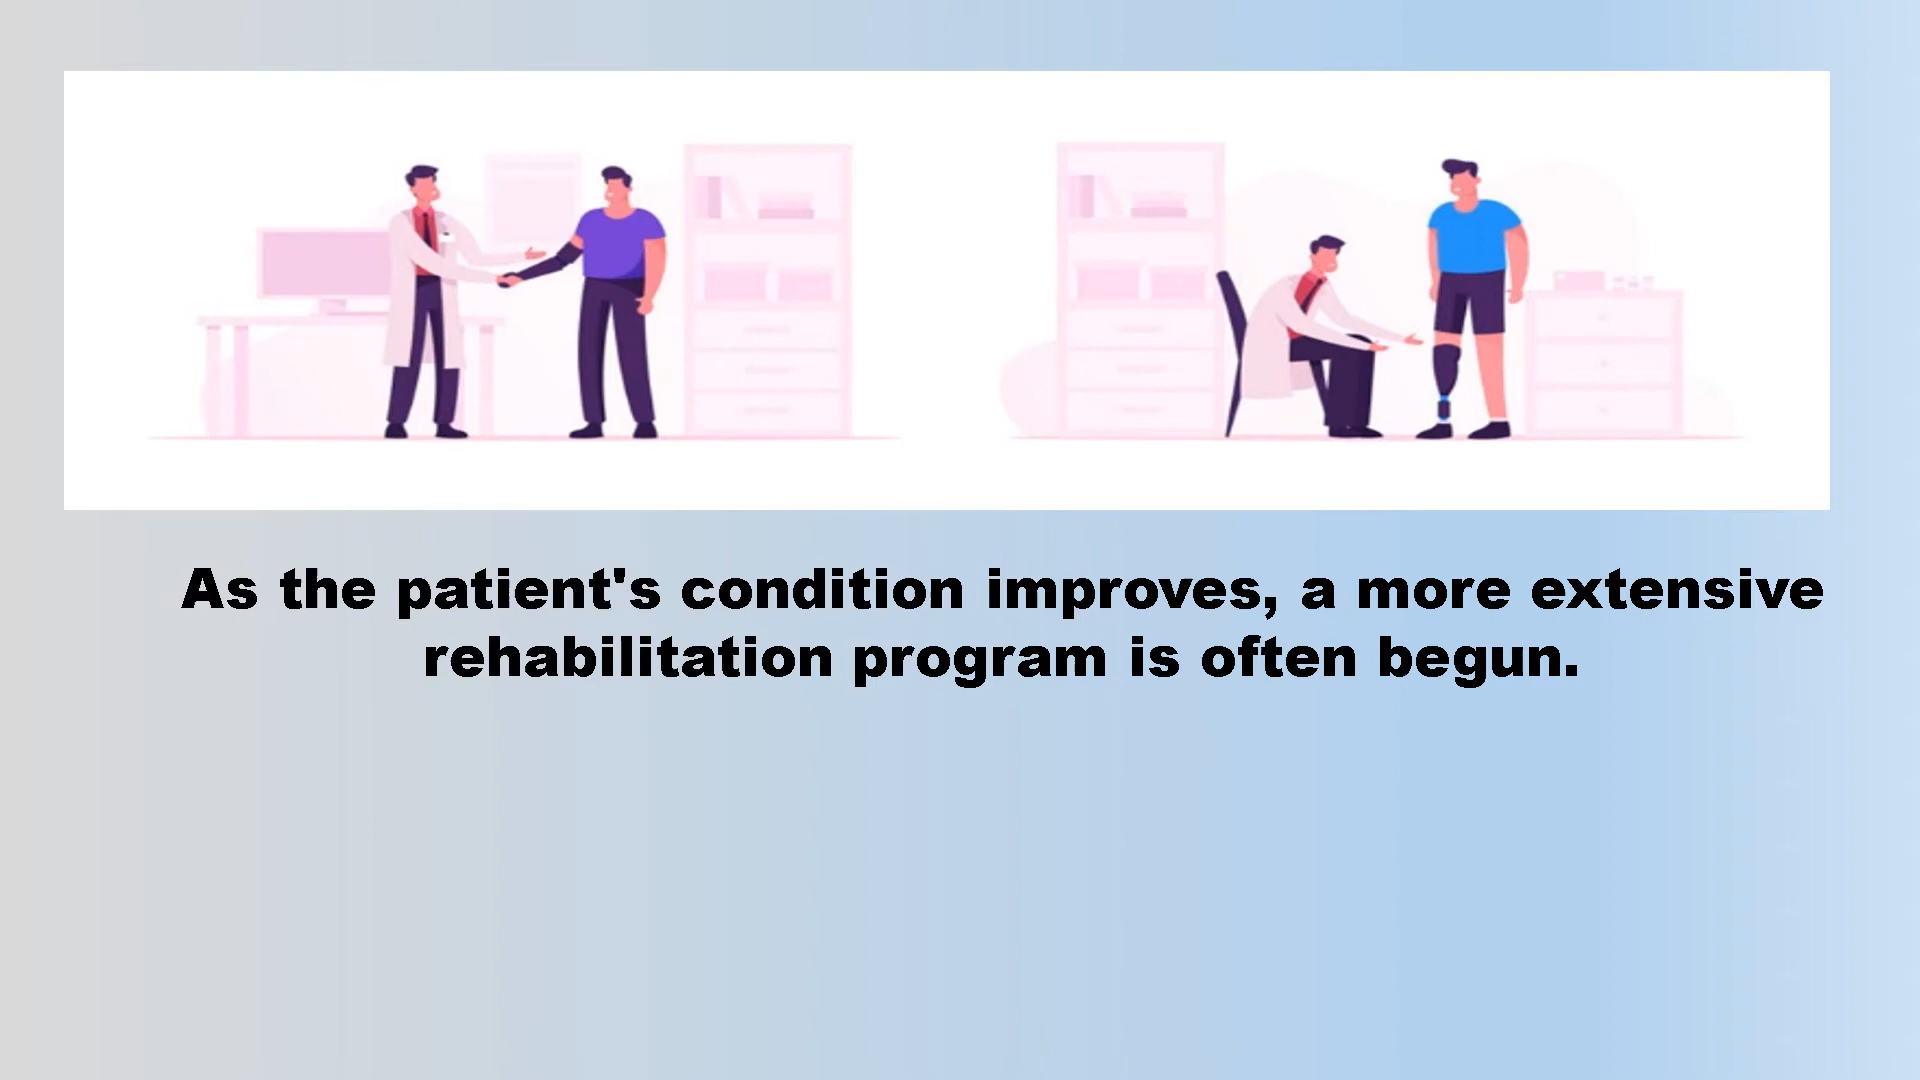 As the patient's condition improves, a more extensive
rehabilitation program is often begun.